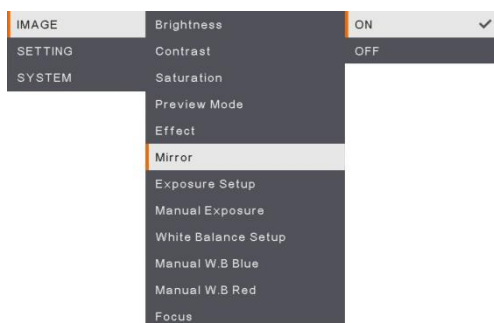 IMAGE
SETTING
SYSTEM
Brightness
Contrast
Saturation
Preview Mode
Effect
Mirror
Exposure Setup
Manual Exposure
White Balance Setup
Manual W.B Blue
Manual W.B Red
Focus
ON
OFF